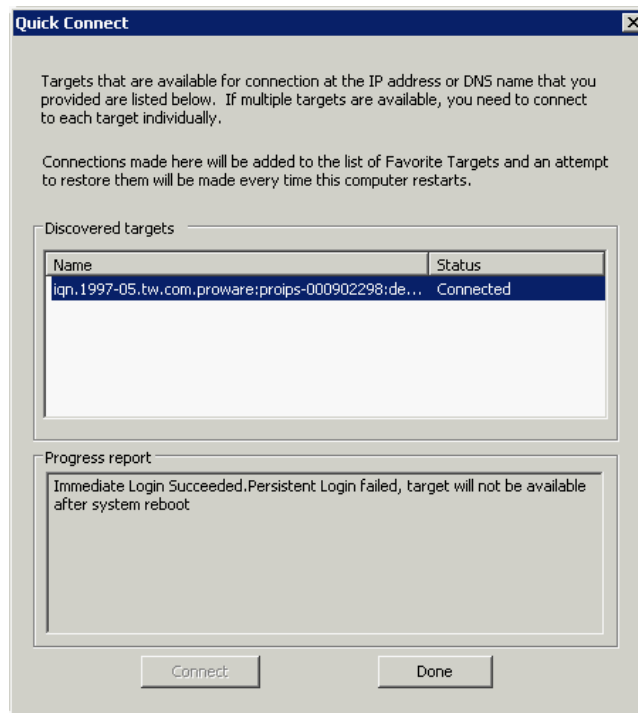 Quick Connect
Targets that are available for connection at the IP address or DNS name that you
provided are listed below. If multiple targets are available, you need to connect
to each target individually.
Connections made here will be added to the list of Favorite Targets and an attempt
to restore them will be made every time this computer restarts.
Discovered targets
Name Status
iqn.1997-05.tw.com.proware:proips-000902298:de... Connected
Progress report
Immediate Login Succeeded.Persistent Login failed, target will not be available
after system reboot
Connect Done